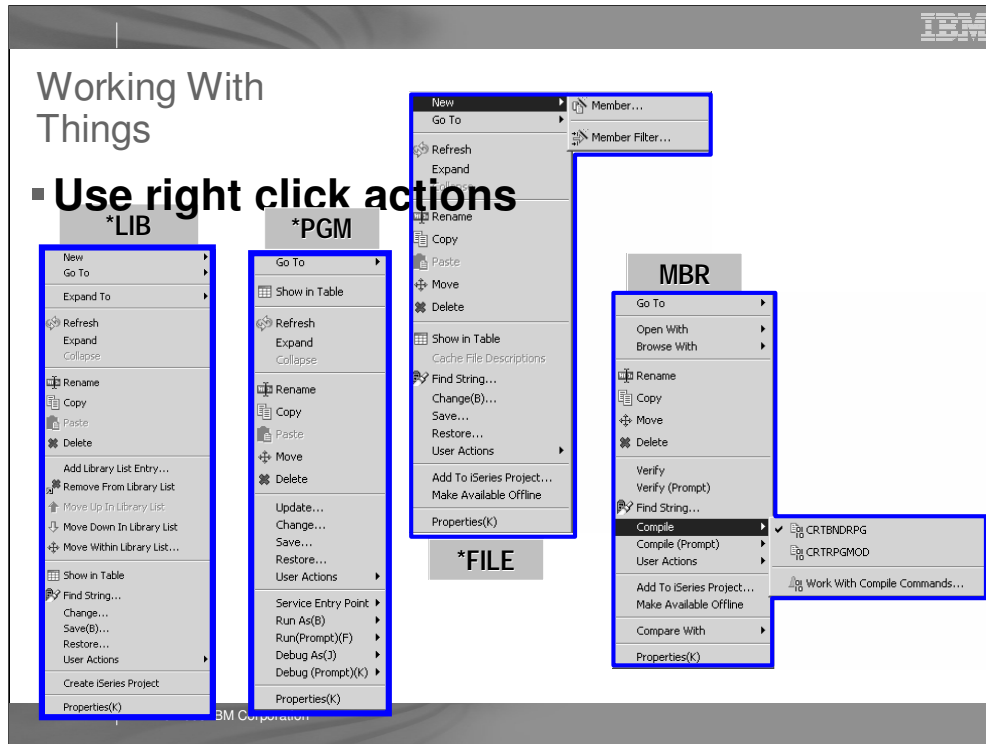 IBM
Working With
Things
Use right click actions
*LIB
New
Go To
Expand To
Refresh
Expand
Collapse
Rename
Copy
Paste
Delete
Add Library List Entry...
Remove From Library List
Move Up In Library List
Move Down In Library List
Move Within Library List...
Show in Table
Find String...
Change...
Save(B)...
Restore...
User Actions
Create iSeries Project
Properties(K)
*PGM
Go To
Show in Table
Refresh
Expand
Collapse
Rename
Copy
Paste
Move
Delete
Update...
Change...
Save...
Restore...
User Actions
Service Entry Point
Run As(B)
Run(Prompt)(F)
Debug As(J)
Debug (Prompt)(K)
Properties(K)
New
Go To
Refresh
Expand
Collapse
Rename
Copy
Paste
Move
Delete
Show in Table
Cache File Descriptions
Find String...
Change(B)...
Save...
Restore...
User Actions
Add To iSeries Project...
Make Available Offline
Properties(K)
Member...
Member Filter...
*FILE
MBR
Go To
Open With
Browse With
Rename
Copy
Move
Delete
Verify
Verify (Prompt)
Find String...
Compile
Compile (Prompt)
User Actions
Add To iSeries Project...
Make Available Offline
Compare With
Properties(K)
CRTBNDRPG
CRTRPGMOD
Work With Compile Commands...
BM Corporation